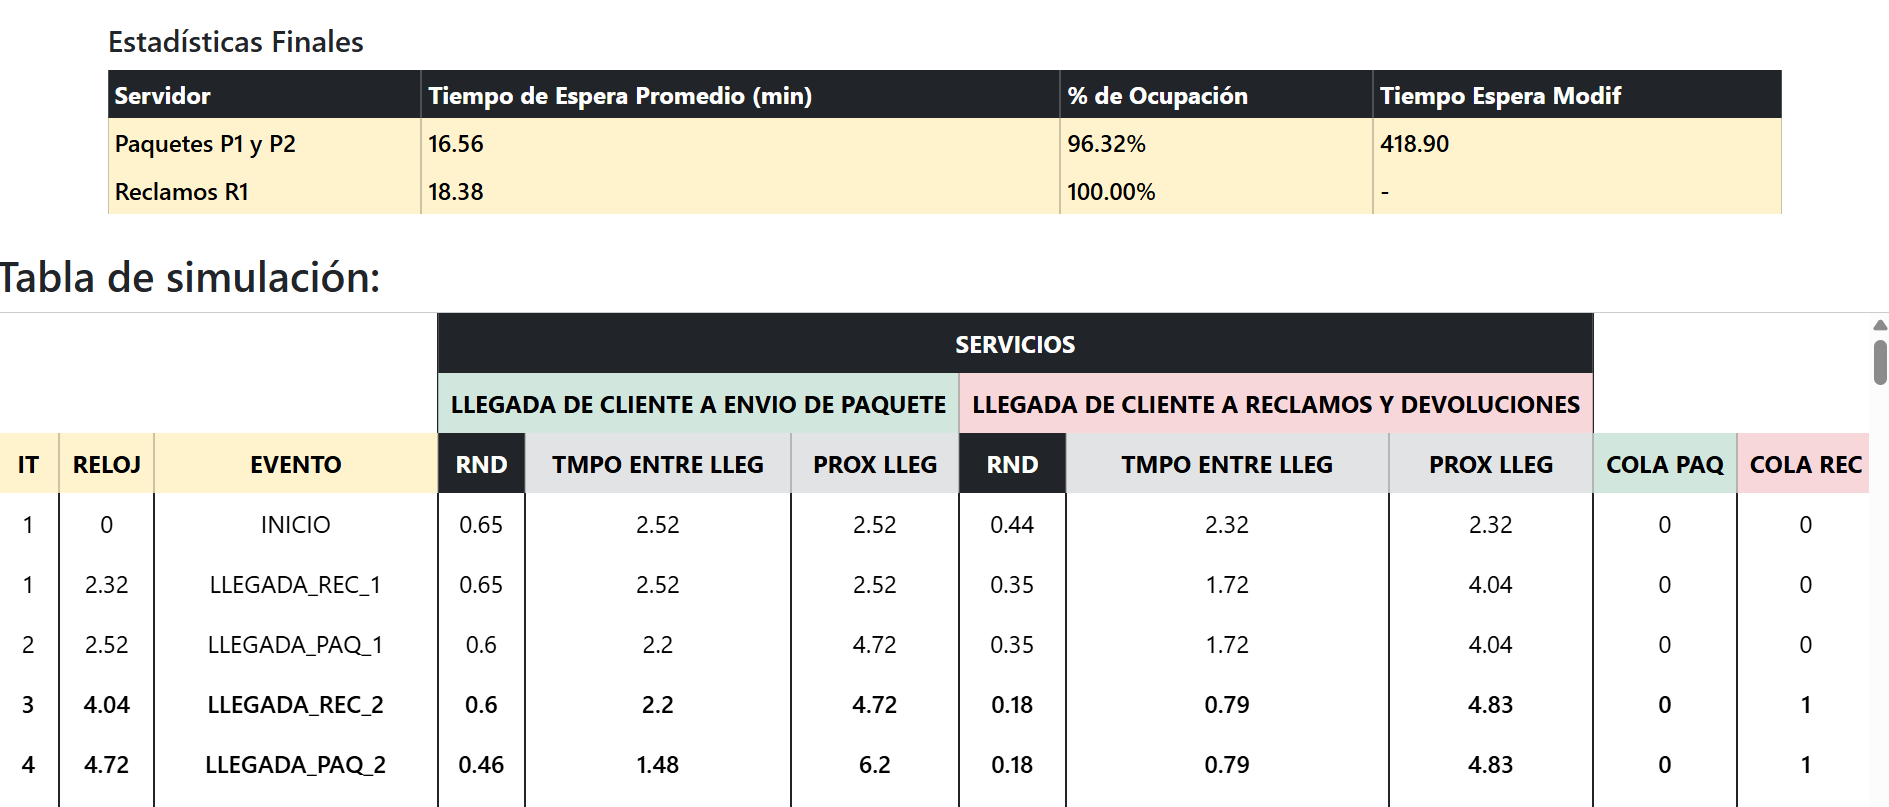 Estadísticas Finales
Servidor Tiempo de Espera Promedio (min) % de Ocupación Tiempo Espera Modif
Paquetes P1 y P2 16.56 96.32% 418.90
Reclamos R1 18.38 100.00% -
Tabla de simulación:
SERVICIOS
LLEGADA DE CLIENTE A ENVIO DE PAQUETE LLEGADA DE CLIENTE A RECLAMOS Y DEVOLUCIONES
IT RELOJ EVENTO RND TMPO ENTRE LLEG PROX LLEG RND TMPO ENTRE LLEG PROX LLEG COLA PAQ COLA REC
1 0 INICIO 0.65 2.52 2.52 0.44 2.32 2.32 0 0
1 2.32 LLEGADA_REC_1 0.65 2.52 2.52 0.35 1.72 4.04 0 0
2 2.52 LLEGADA_PAQ_1 0.6 2.2 4.72 0.35 1.72 4.04 0 0
3 4.04 LLEGADA_REC_2 0.6 2.2 4.72 0.18 0.79 4.83 0 1
4 4.72 LLEGADA_PAQ_2 0.46 1.48 6.2 0.18 0.79 4.83 0 1